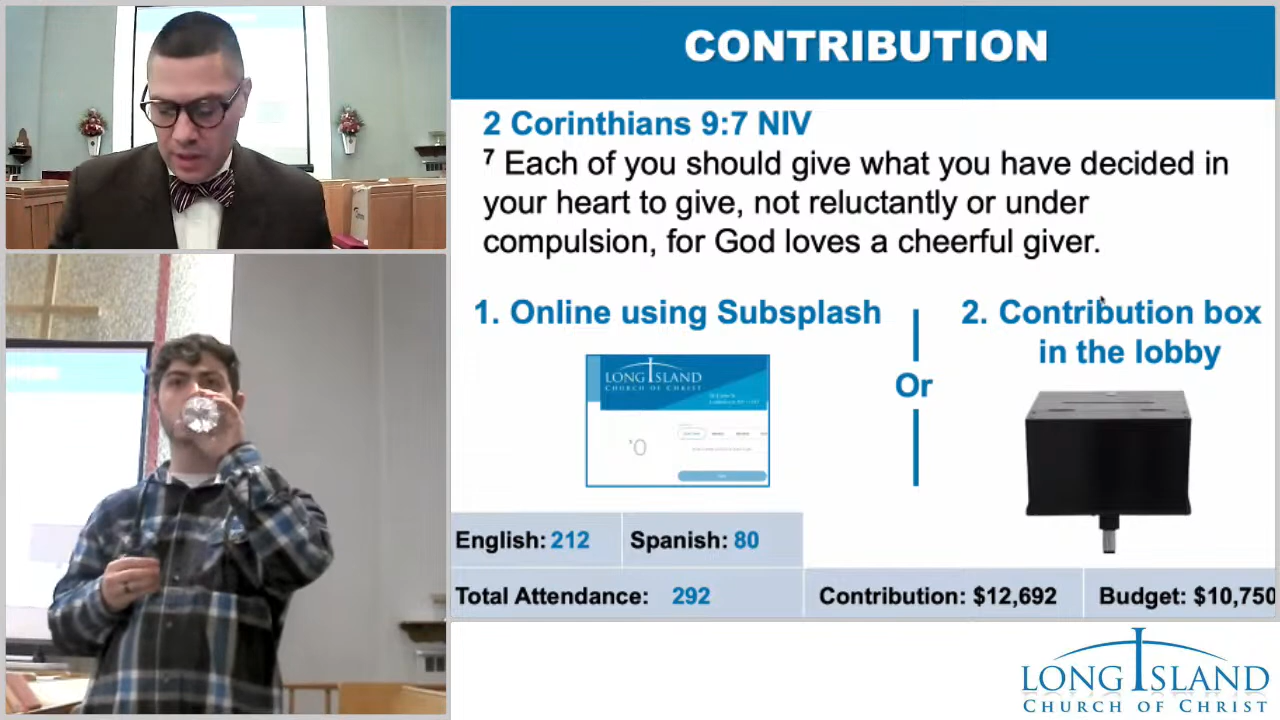 CONTRIBUTION
2 Corinthians 9:7 NIV
7 Each of you should give what you have decided in
your heart to give, not reluctantly or under
compulsion, for God loves a cheerful giver.
1. Online using Subsplash
Or
2. Contribution box
in the lobby
LONG ISLAND
CHURCH OF CHRIST
English: 212
Spanish: 80
Total Attendance: 292
Contribution: $12,692
Budget: $10,750
LONG ISLAND
CHURCH OF CHRIST